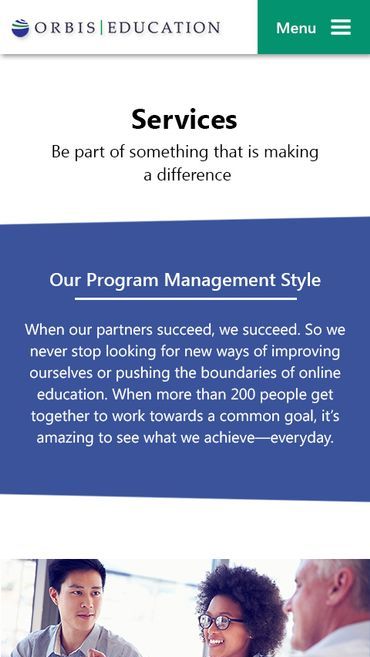 ORBIS|EDUCATION
Menu
Services
Be part of something that is making
a difference
Our Program Management Style
When our partners succeed, we succeed. So we
never stop looking for new ways of improving
ourselves or pushing the boundaries of online
education. When more than 200 people get
together to work towards a common goal, it’s
amazing to see what we achieve—everyday.